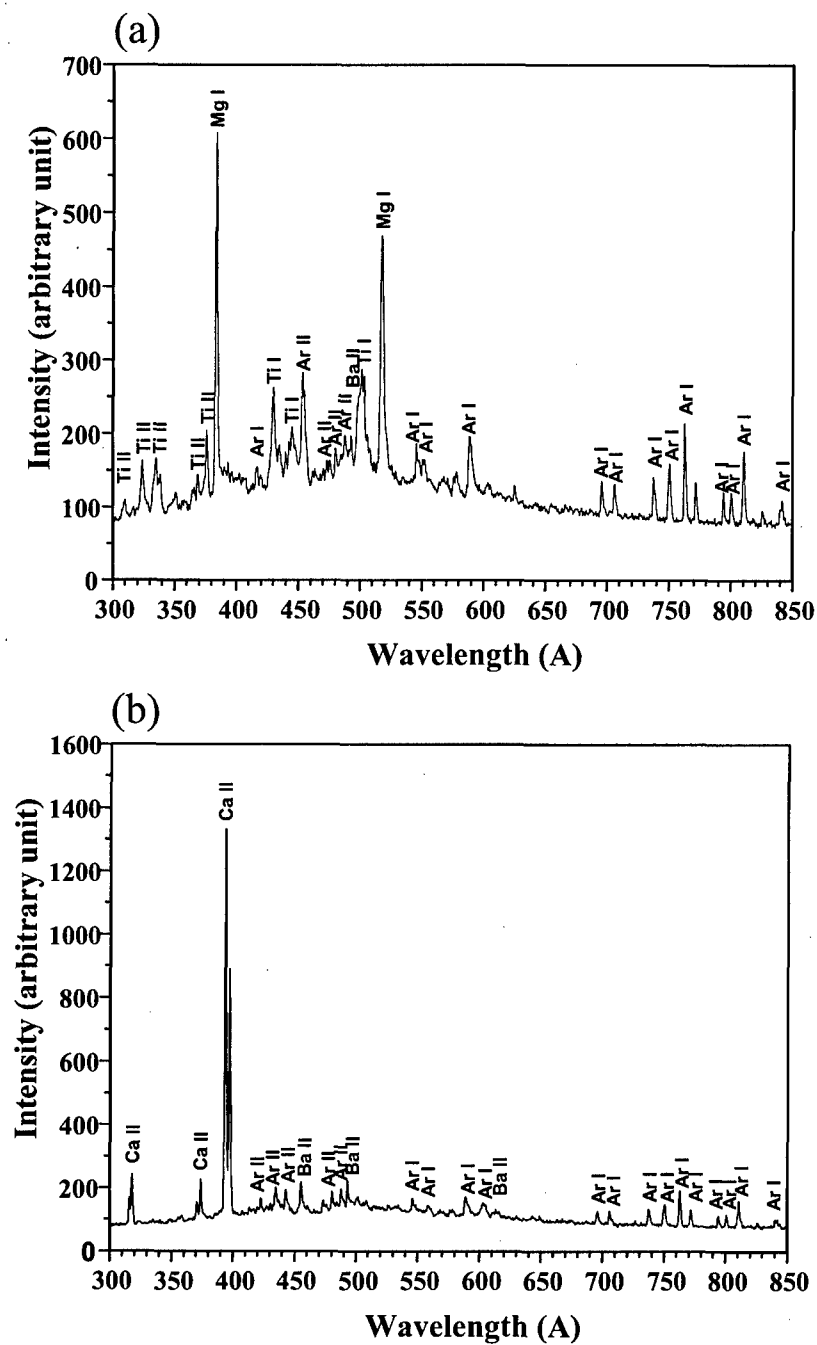 (a)
Intensity (arbitrary unit)
700
600
500
400
300
200
100
0
Ti II
Ti II
Ti II
Ti II
Ti II
Mg I
Ar I
Ti I
Ti I
Ar II
Ar II
Ar II
Ar II
Ba II
Ti I
Mg I
Ar I
Ar I
Ar I
Ar I
Ar I
Ar I
Ar I
Ar I
Ar I
Ar I
Ar I
Ar I
300 350 400 450 500 550 600 650 700 750 800 850
Wavelength (A)
(b)
Intensity (arbitrary unit)
1600
1400
1200
1000
800
600
400
200
0
Ca II
Ca II
Ca II
Ar II
Ar II
Ar II
Ba II
Ar II
Ar II
Ba II
Ar I
Ar I
Ar I
Ar I
Ba II
Ar I
Ar I
Ar I
Ar I
Ar I
Ar I
Ar I
Ar I
Ar I
Ar I
300 350 400 450 500 550 600 650 700 750 800 850
Wavelength (A)